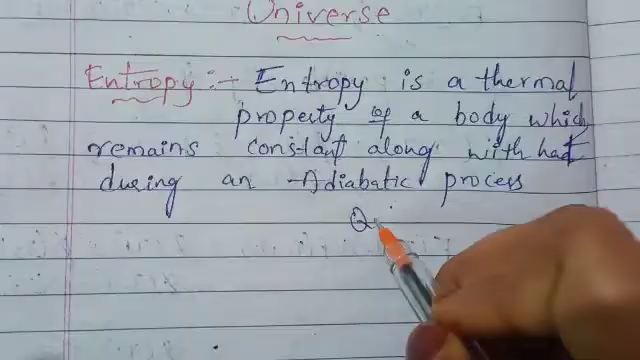 Universe
Entropy :- Entropy is a thermal
property of a body which
remains constant along with heat
during an Adiabatic process
Q